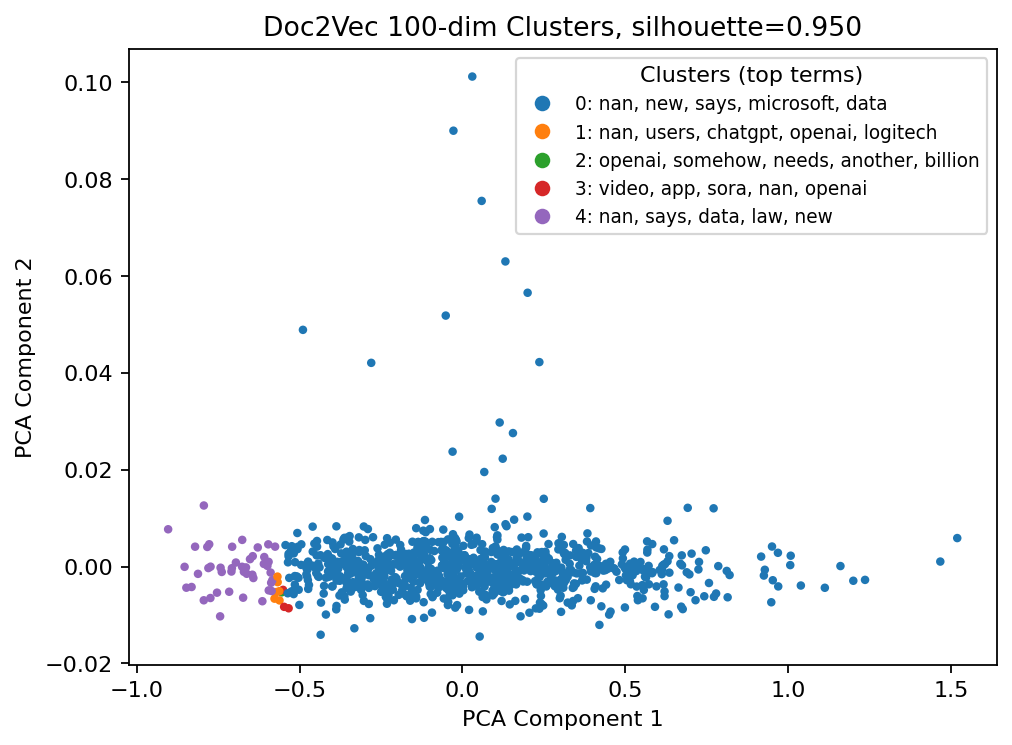 Doc2Vec 100-dim Clusters, silhouette=0.950
Clusters (top terms)
0: nan, new, says, microsoft, data
1: nan, users, chatgpt, openai, logitech
2: openai, somehow, needs, another, billion
3: video, app, sora, nan, openai
4: nan, says, data, law, new
PCA Component 2
0.10
0.08
0.06
0.04
0.02
0.00
−0.02
−1.0 −0.5 0.0 0.5 1.0 1.5
PCA Component 1